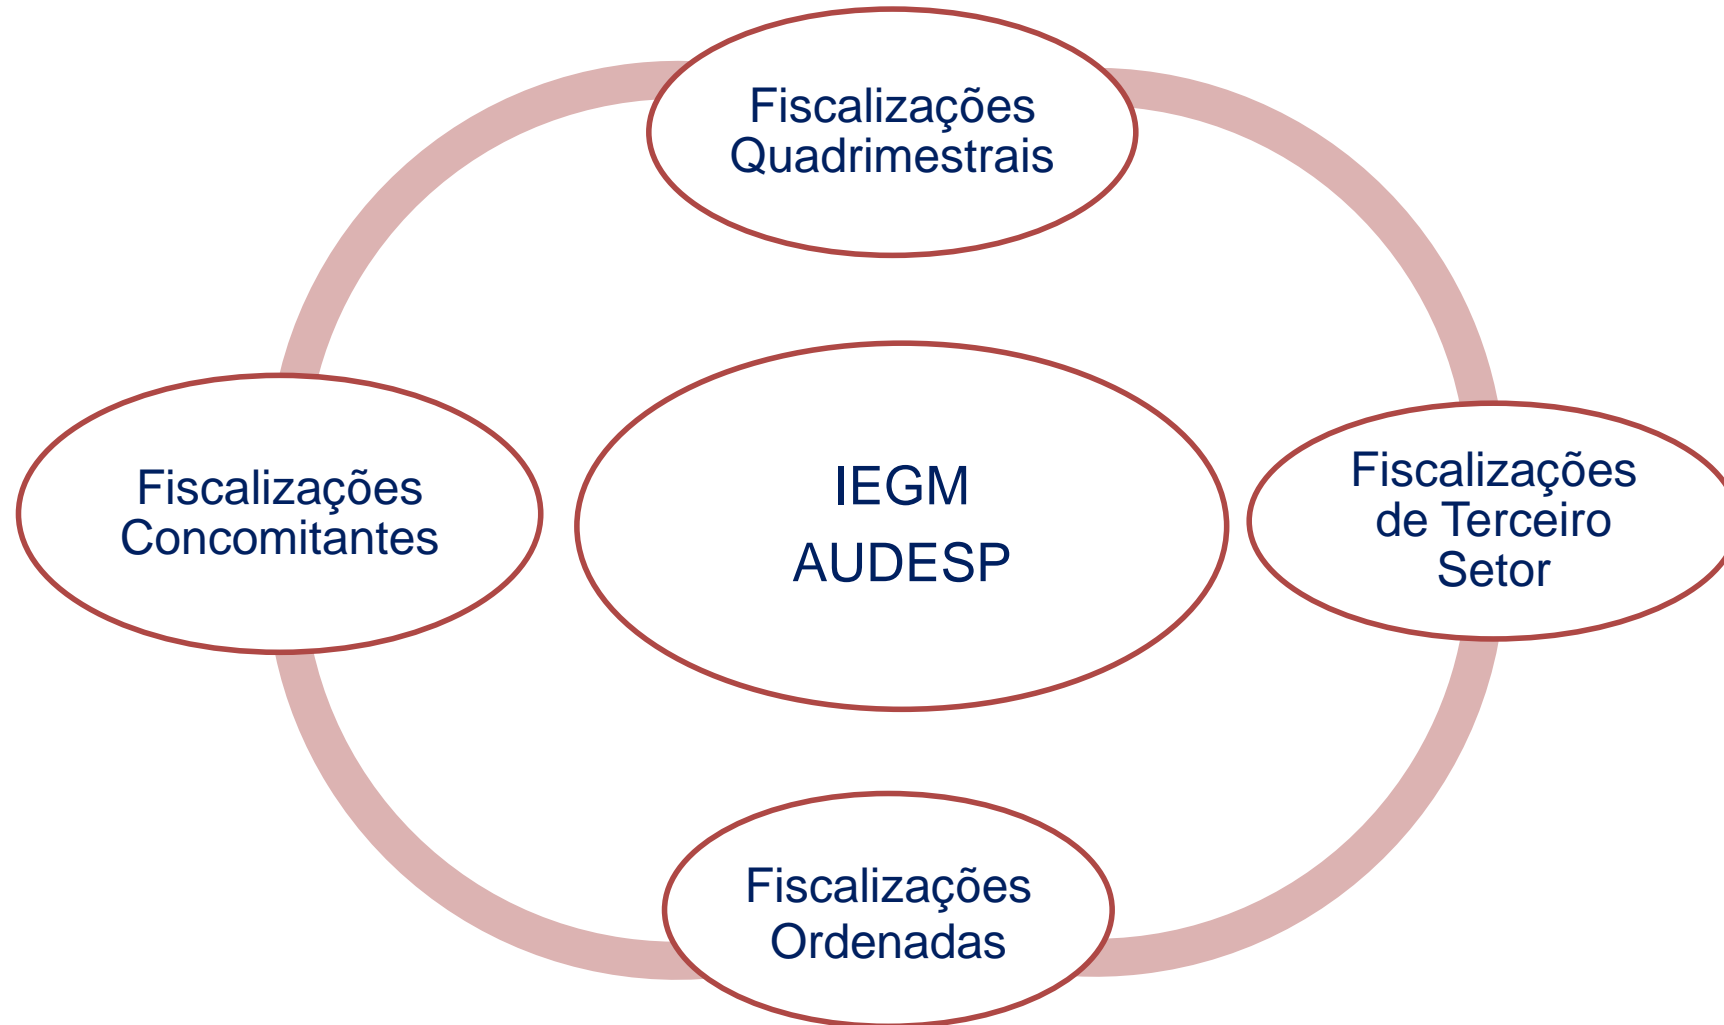 Fiscalizações
Quadrimestrais
Fiscalizações
Concomitantes
IEGM
AUDESP
Fiscalizações
de Terceiro
Setor
Fiscalizações
Ordenadas